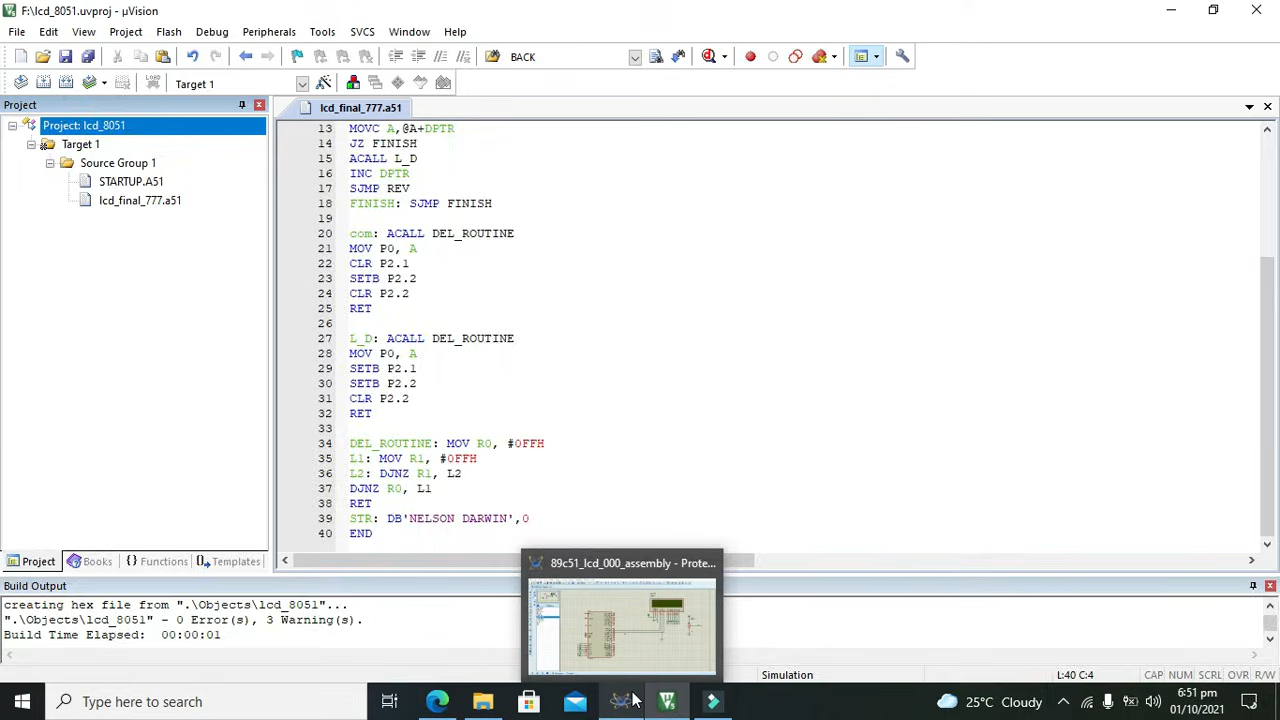 F:\lcd_8051.uvproj - µVision
File Edit View Project Flash Debug Peripherals Tools SVCS Window Help
BACK
LOAD Target 1
Project
lcd_final_777.a51
Project: lcd_8051
Target 1
Source Group 1
STARTUP.A51
lcd_final_777.a51
13 MOVC A,@A+DPTR
14 JZ FINISH
15 ACALL L_D
16 INC DPTR
17 SJMP REV
18 FINISH: SJMP FINISH
19
20 com: ACALL DEL_ROUTINE
21 MOV P0, A
22 CLR P2.1
23 SETB P2.2
24 CLR P2.2
25 RET
26
27 L_D: ACALL DEL_ROUTINE
28 MOV P0, A
29 SETB P2.1
30 SETB P2.2
31 CLR P2.2
32 RET
33
34 DEL_ROUTINE: MOV R0, #0FFH
35 L1: MOV R1, #0FFH
36 L2: DJNZ R1, L2
37 DJNZ R0, L1
38 RET
39 STR: DB'NELSON DARWIN',0
40 END
Project Books {} Functions Templates
89c51_lcd_000_assembly - Prote...
Build Output
creating hex file from ".\Objects\lcd_8051"...
".\Objects\lcd_8051" - 0 Error(s), 3 Warning(s).
Build Time Elapsed: 00:00:01
Simulation L:40 C:4 CAP NUM SCRL OVR R/W
Type here to search
25°C Cloudy
6:51 pm
01/10/2021